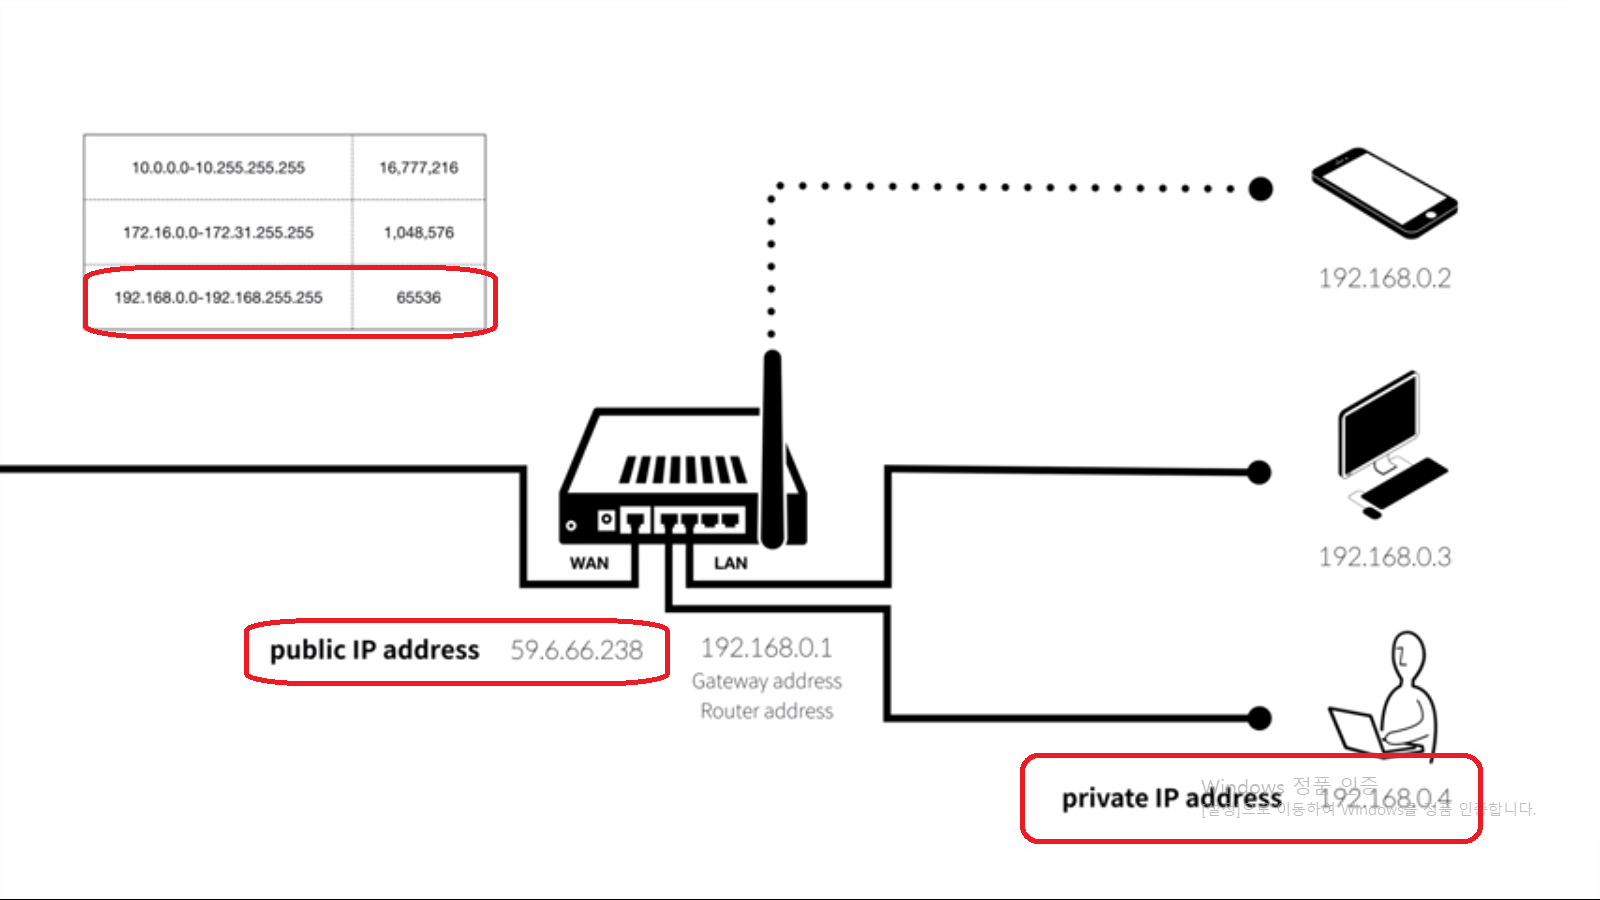 10.0.0.0-10.255.255.255 16,777,216
172.16.0.0-172.31.255.255 1,048,576
192.168.0.0-192.168.255.255 65536
192.168.0.2
192.168.0.3
WAN LAN
public IP address 59.6.66.238
192.168.0.1
Gateway address
Router address
private IP address 192.168.0.4
Windows 정품 인증
[설정]으로 이동하여 Windows를 정품 인증합니다.